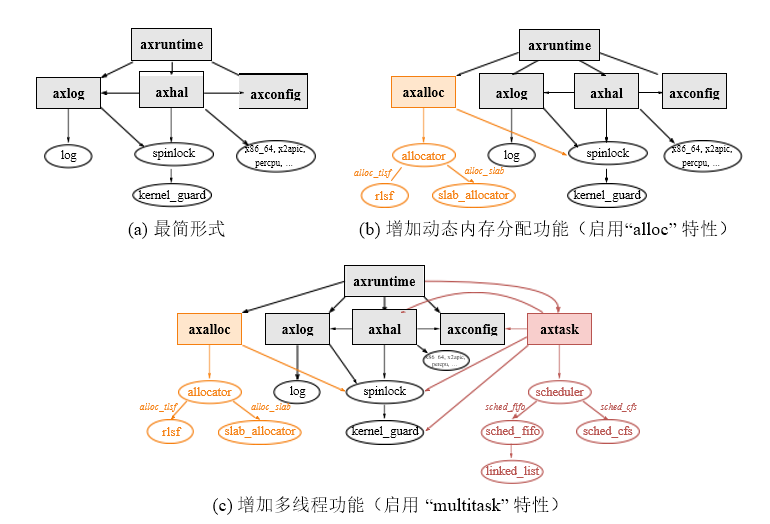 axruntime
axlog
axhal
axconfig
log
spinlock
x86_64, x2apic,
percpu, ...
kernel_guard
(a) 最简形式
axruntime
axalloc
axlog
axhal
axconfig
allocator
log
spinlock
x86_64, x2apic,
percpu, ...
alloc_tlsf
alloc_slab
rlsf
slab_allocator
kernel_guard
(b) 增加动态内存分配功能（启用“alloc” 特性）
axruntime
axalloc
axlog
axhal
axconfig
axtask
x86_64, x2apic,
percpu, ...
allocator
log
spinlock
scheduler
alloc_tlsf
alloc_slab
sched_fifo
sched_cfs
rlsf
slab_allocator
kernel_guard
sched_fifo
sched_cfs
linked_list
(c) 增加多线程功能（启用 “multitask” 特性）